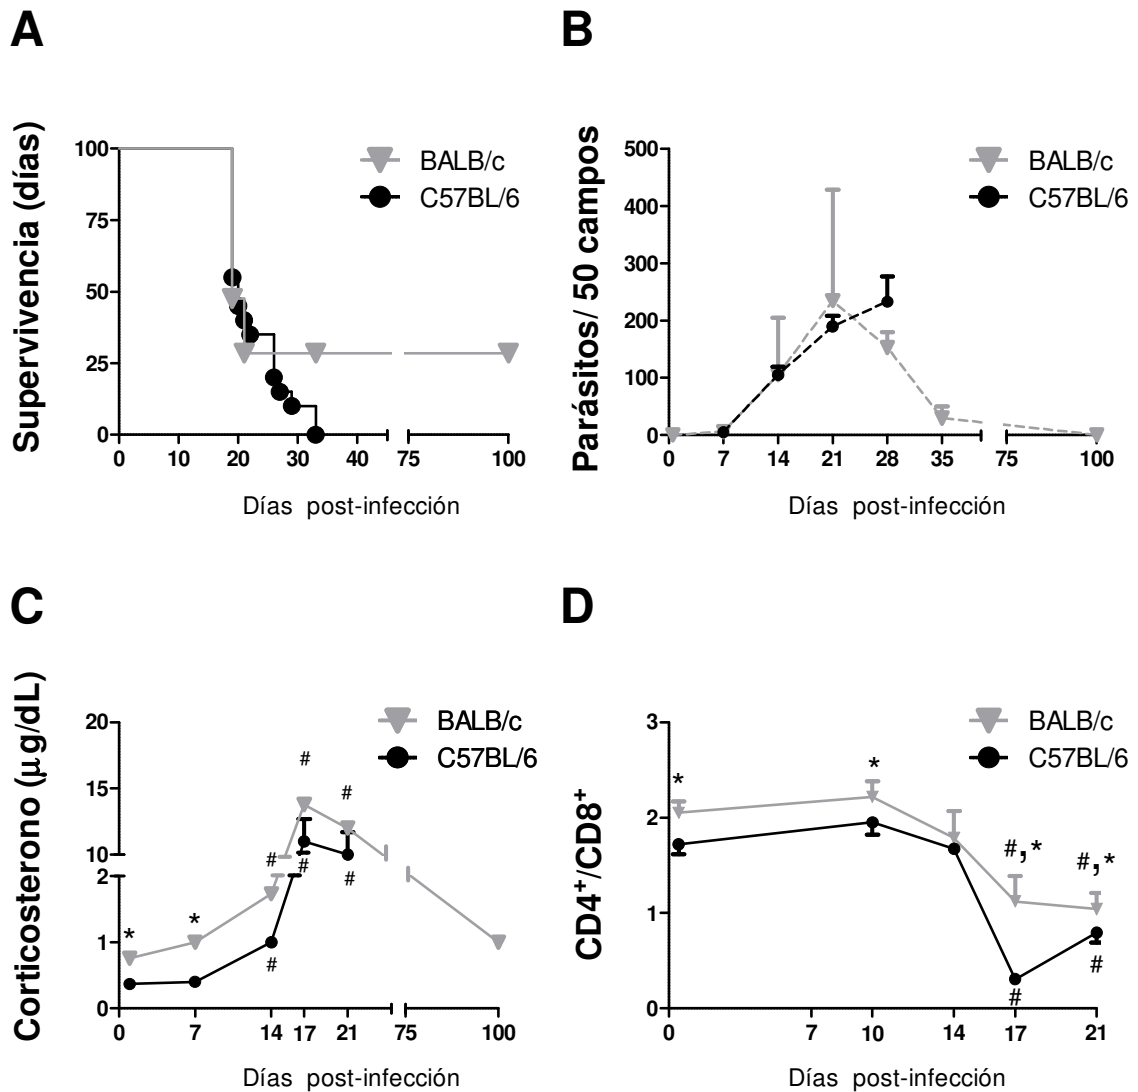 A
Supervivencia (días)
100
75
50
25
0
0 10 20 30 40 75 100
BALB/c
C57BL/6
Días post-infección
B
Parásitos/ 50 campos
500
400
300
200
100
0
0 7 14 21 28 35 75 100
BALB/c
C57BL/6
Días post-infección
C
Corticosterono (µg/dL)
20
15
10
2
1
0
0 7 14 17 21 75 100
BALB/c
C57BL/6
*
*
#
#
#
#
#
#
Días post-infección
D
CD4+/CD8+
3
2
1
0
0 7 10 14 17 21
BALB/c
C57BL/6
*
*
#,*
#,*
#
#
Días post-infección